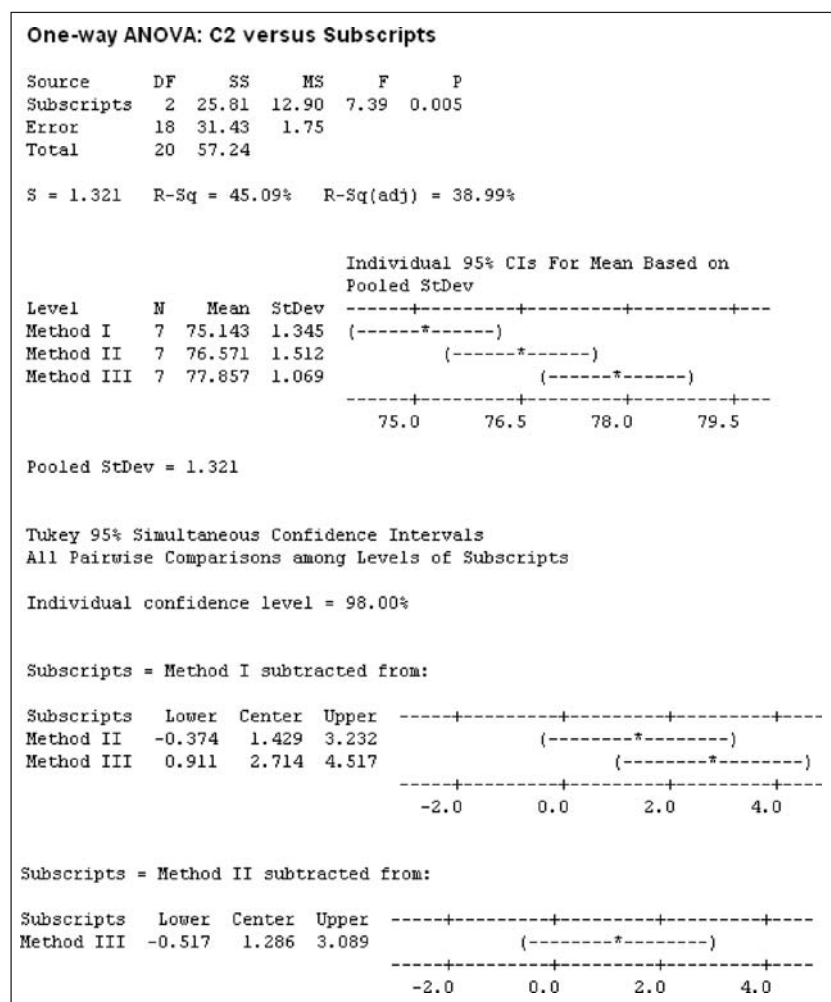 One-way ANOVA: C2 versus Subscripts
Source DF SS MS F P
Subscripts 2 25.81 12.90 7.39 0.005
Error 18 31.43 1.75
Total 20 57.24
S = 1.321 R-Sq = 45.09% R-Sq(adj) = 38.99%
Individual 95% CIs For Mean Based on
Pooled StDev
Level N Mean StDev ------+---------+---------+---------+---
Method I 7 75.143 1.345 (------*------)
Method II 7 76.571 1.512 (------*------)
Method III 7 77.857 1.069 (------*------)
------+---------+---------+---------+---
75.0 76.5 78.0 79.5
Pooled StDev = 1.321
Tukey 95% Simultaneous Confidence Intervals
All Pairwise Comparisons among Levels of Subscripts
Individual confidence level = 98.00%
Subscripts = Method I subtracted from:
Subscripts Lower Center Upper -----+---------+---------+---------+----
Method II -0.374 1.429 3.232 (--------*--------)
Method III 0.911 2.714 4.517 (--------*--------)
-----+---------+---------+---------+----
-2.0 0.0 2.0 4.0
Subscripts = Method II subtracted from:
Subscripts Lower Center Upper -----+---------+---------+---------+----
Method III -0.517 1.286 3.089 (--------*--------)
-----+---------+---------+---------+----
-2.0 0.0 2.0 4.0